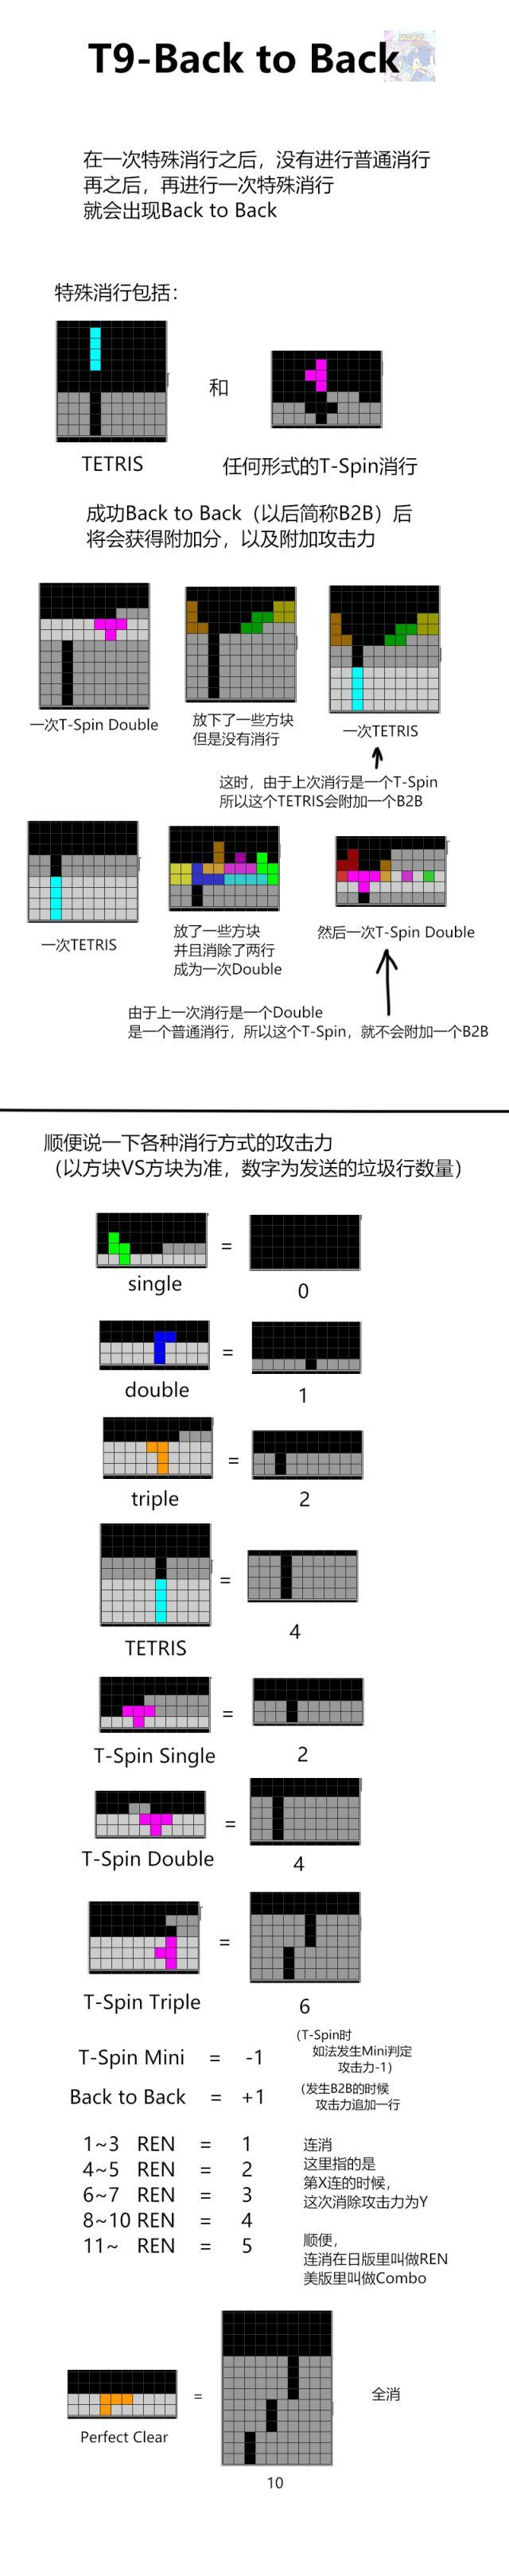 T9-Back to Back
在一次特殊消行之后，没有进行普通消行
再之后，再进行一次特殊消行
就会出现Back to Back
特殊消行包括：
和
TETRIS
任何形式的T-Spin消行
成功Back to Back（以后简称B2B）后
将会获得附加分，以及附加攻击力
一次T-Spin Double
放下了一些方块
但是没有消行
一次TETRIS
这时，由于上次消行是一个T-Spin
所以这个TETRIS会附加一个B2B
一次TETRIS
放了一些方块
并且消除了两行
成为一次Double
然后一次T-Spin Double
由于上一次消行是一个Double
是一个普通消行，所以这个T-Spin，就不会附加一个B2B
顺便说一下各种消行方式的攻击力
（以方块VS方块为准，数字为发送的垃圾行数量）
=
single
0
=
double
1
=
triple
2
=
TETRIS
4
=
T-Spin Single
2
=
T-Spin Double
4
=
T-Spin Triple
6
T-Spin Mini = -1
（T-Spin时
如法发生Mini判定
攻击力-1）
Back to Back = +1
（发生B2B的时候
攻击力追加一行
1~3 REN = 1
4~5 REN = 2
6~7 REN = 3
8~10 REN = 4
11~ REN = 5
连消
这里指的是
第X连的时候，
这次消除攻击力为Y
顺便，
连消在日版里叫做REN
美版里叫做Combo
=
全消
Perfect Clear
10